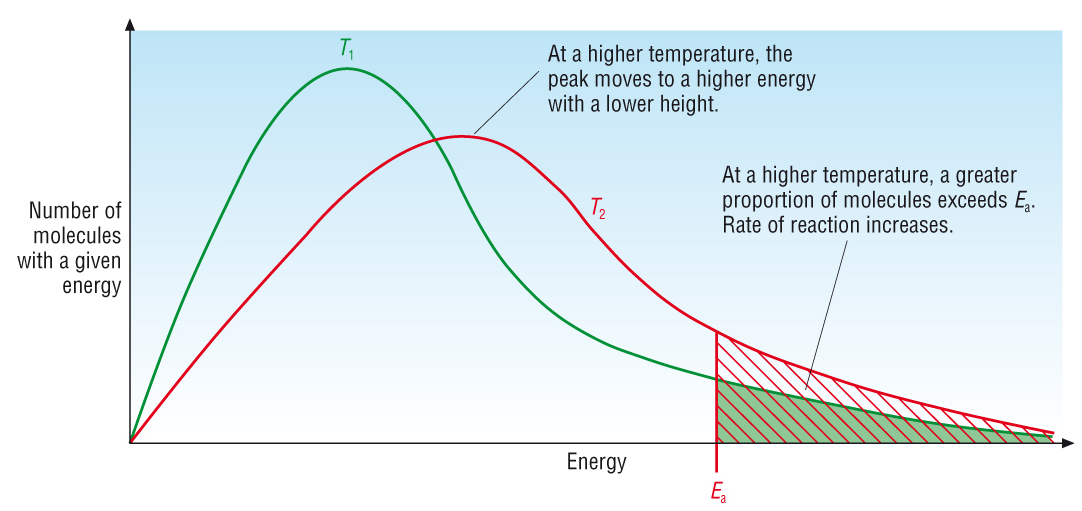 T1
At a higher temperature, the
peak moves to a higher energy
with a lower height.
At a higher temperature, a greater
proportion of molecules exceeds Ea.
Rate of reaction increases.
T2
Number of
molecules
with a given
energy
Energy
Ea